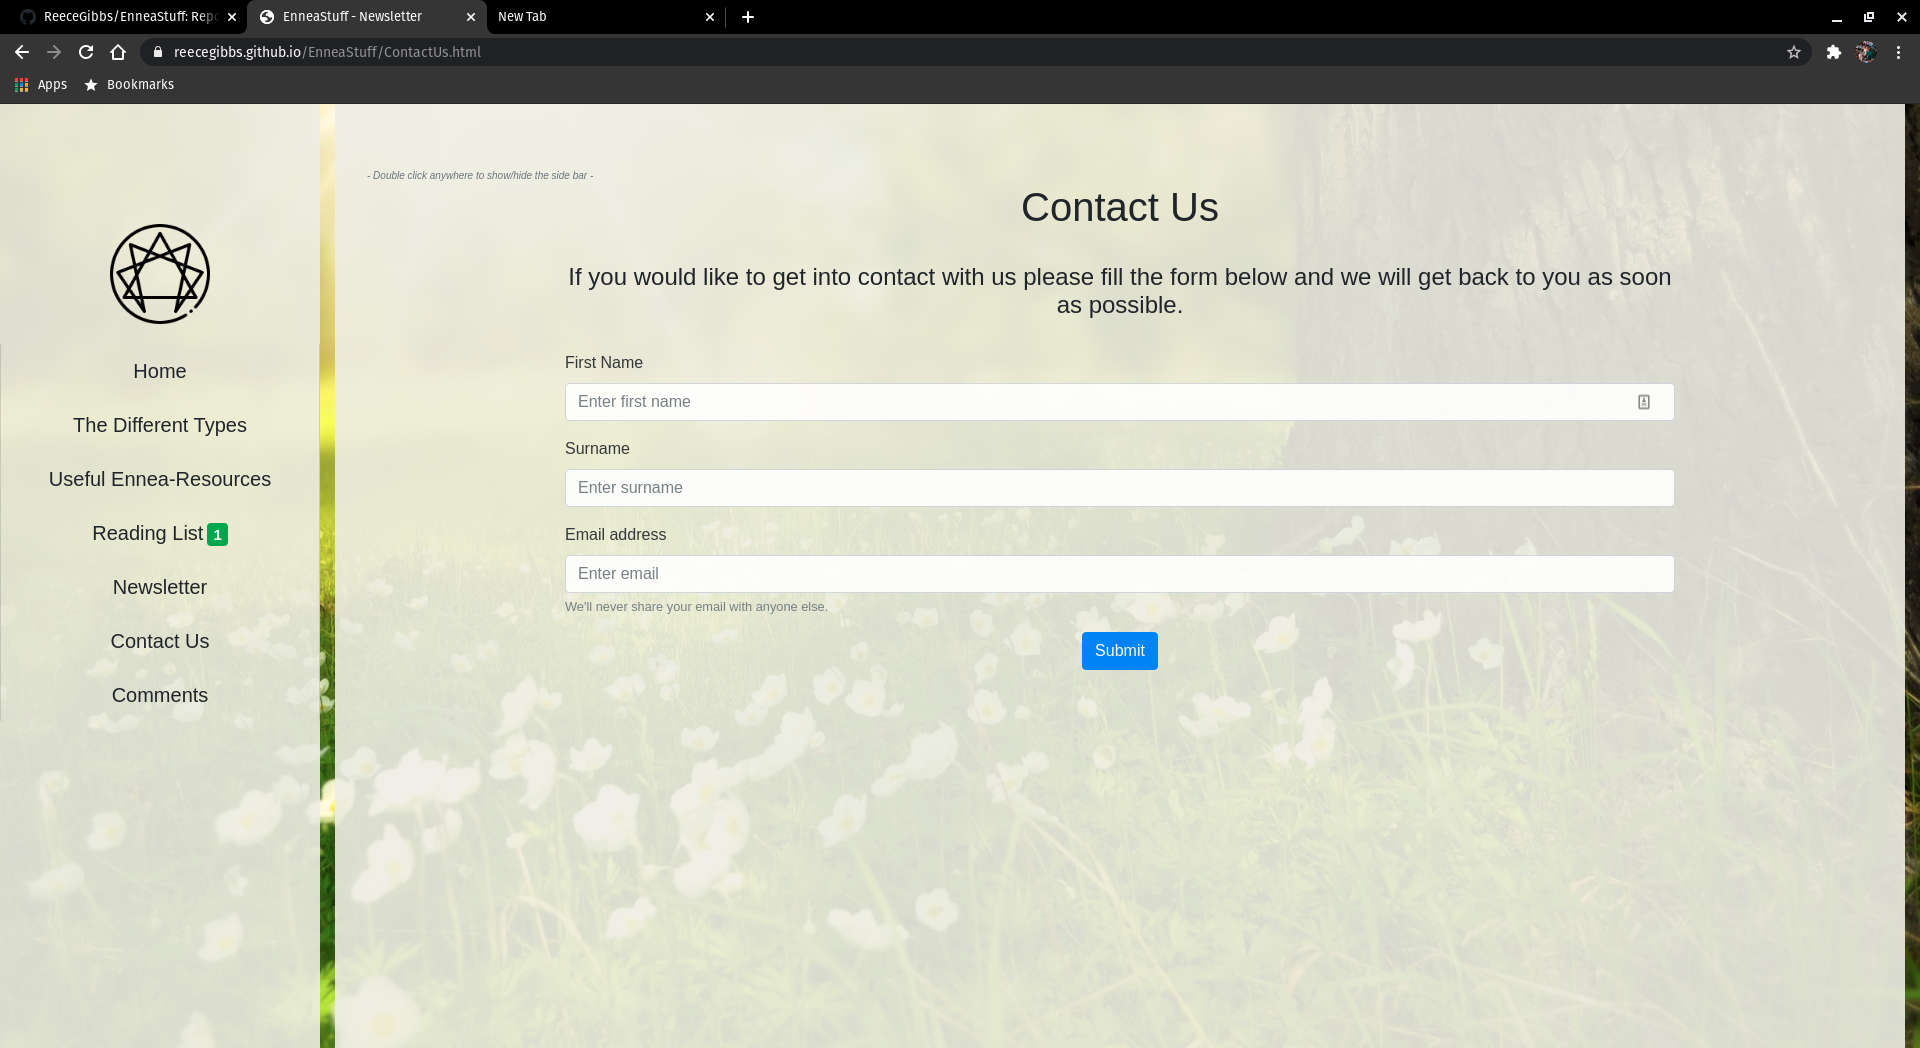 ReeceGibbs/EnneaStuff: Repo
EnneaStuff - Newsletter
New Tab
reecegibbs.github.io/EnneaStuff/ContactUs.html
Apps
Bookmarks
- Double click anywhere to show/hide the side bar -
Home
The Different Types
Useful Ennea-Resources
Reading List 1
Newsletter
Contact Us
Comments
Contact Us
If you would like to get into contact with us please fill the form below and we will get back to you as soon
as possible.
First Name
Enter first name
Surname
Enter surname
Email address
Enter email
We'll never share your email with anyone else.
Submit